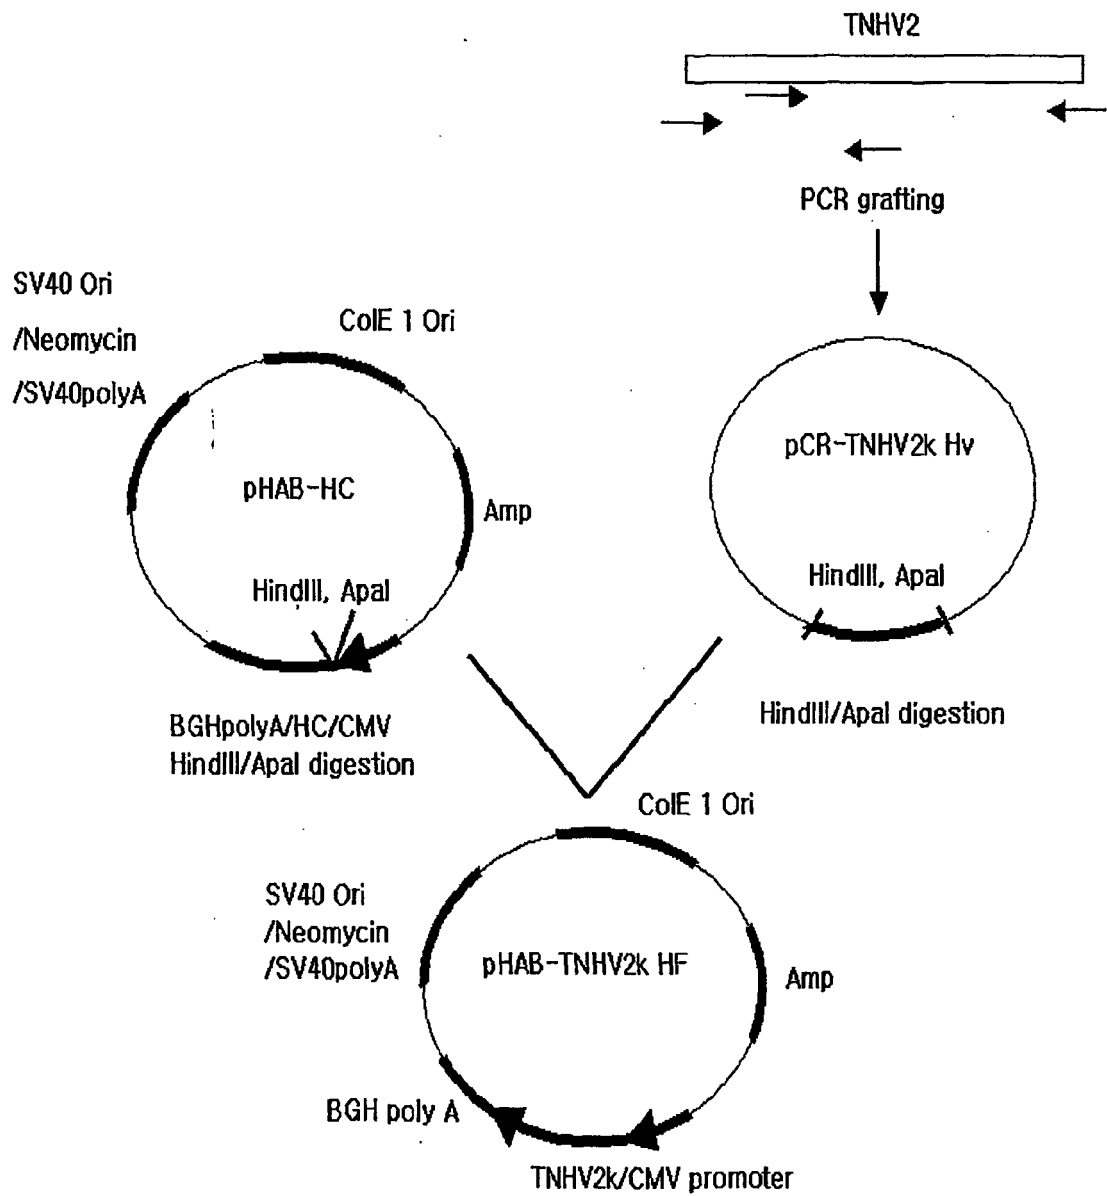 TNHV2
PCR grafting
SV40 Ori
/Neomycin
/SV40polyA
ColE 1 Ori
pHAB-HC
Amp
HindIII, ApaI
BGHpolyA/HC/CMV
HindIII/ApaI digestion
pCR-TNHV2k Hv
HindIII, ApaI
HindIII/ApaI digestion
ColE 1 Ori
SV40 Ori
/Neomycin
/SV40polyA
pHAB-TNHV2k HF
Amp
BGH poly A
TNHV2k/CMV promoter